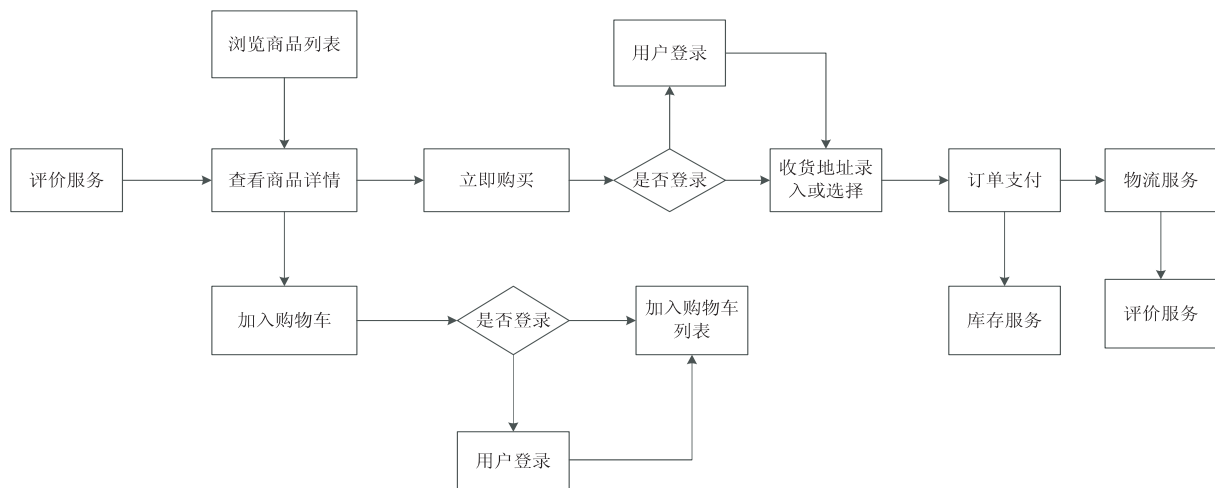 浏览商品列表
用户登录
评价服务
查看商品详情
立即购买
是否登录
收货地址录
入或选择
订单支付
物流服务
加入购物车
是否登录
加入购物车
列表
库存服务
评价服务
用户登录